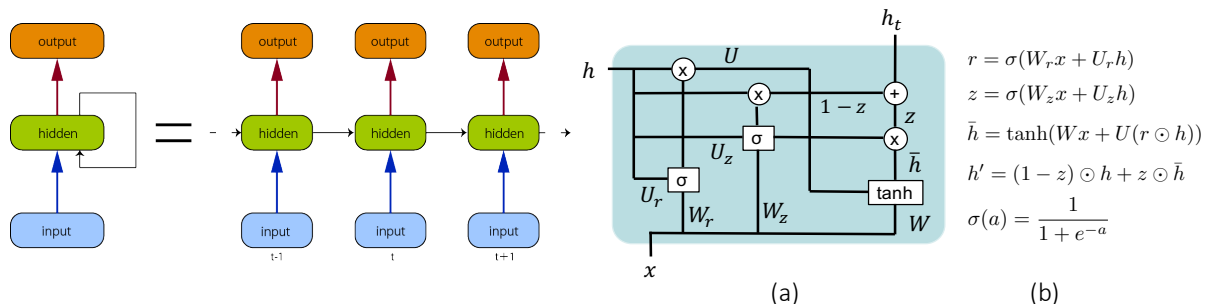 output
hidden
input
=
output output output
hidden hidden hidden
input input input
t-1 t t+1
h_t
h
x U
x + 1 − z
z
σ x
U_z
h̄
σ tanh
U_r W_r W_z W
x
(a)
r = σ(W_r x + U_r h)
z = σ(W_z x + U_z h)
h̄ = tanh(Wx + U(r ⊙ h))
h′ = (1 − z) ⊙ h + z ⊙ h̄
σ(a) = 1 / (1 + e^{−a})
(b)